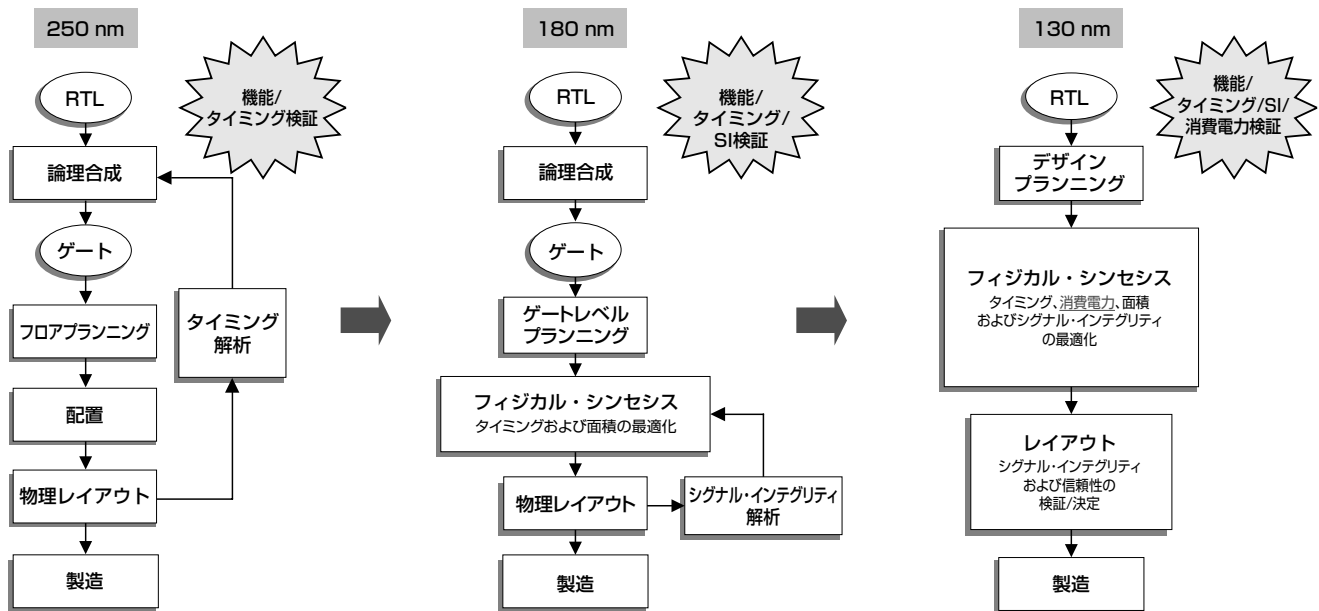 250 nm
RTL
機能/
タイミング検証
論理合成
ゲート
フロアプランニング
タイミング
解析
配置
物理レイアウト
製造
180 nm
RTL
機能/
タイミング/
SI検証
論理合成
ゲート
ゲートレベル
プランニング
フィジカル・シンセシス
タイミングおよび面積の最適化
物理レイアウト
シグナル・インテグリティ
解析
製造
130 nm
RTL
機能/
タイミング/SI/
消費電力検証
デザイン
プランニング
フィジカル・シンセシス
タイミング、消費電力、面積
およびシグナル・インテグリティ
の最適化
レイアウト
シグナル・インテグリティ
および信頼性の
検証/決定
製造